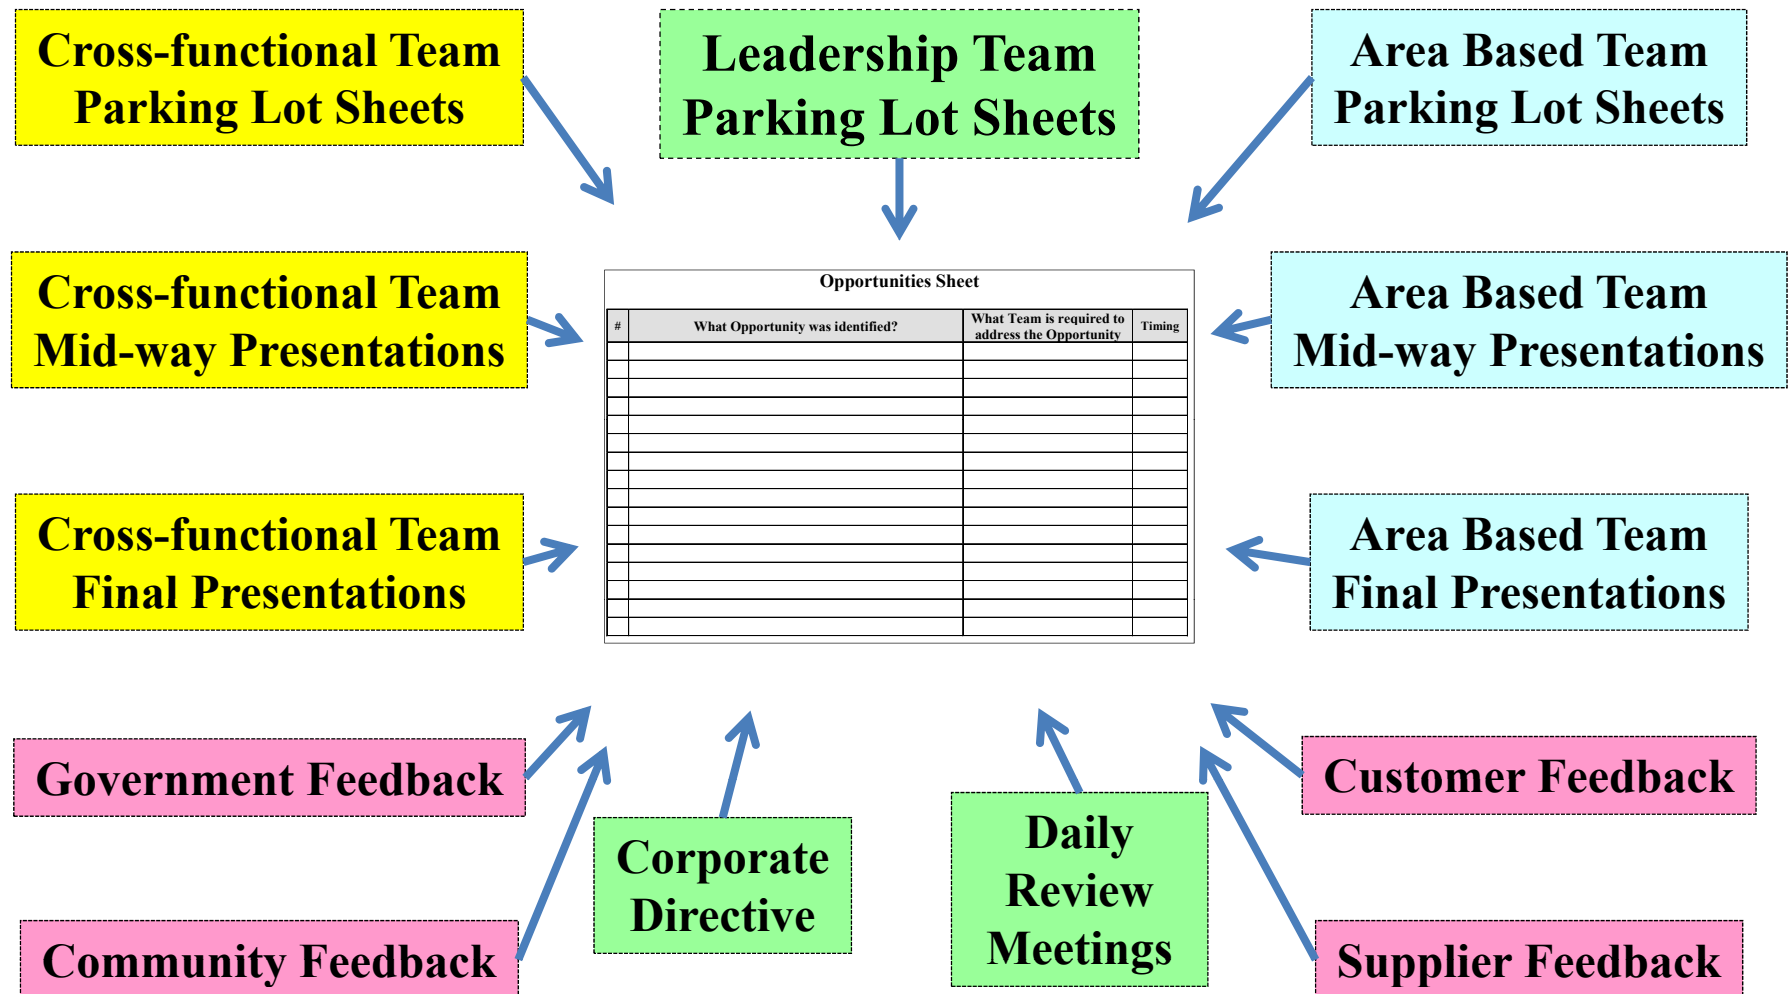 Cross-functional Team
Parking Lot Sheets
Leadership Team
Parking Lot Sheets
Area Based Team
Parking Lot Sheets
Cross-functional Team
Mid-way Presentations
Opportunities Sheet
# What Opportunity was identified? What Team is required to address the Opportunity Timing
Area Based Team
Mid-way Presentations
Cross-functional Team
Final Presentations
Area Based Team
Final Presentations
Government Feedback
Customer Feedback
Corporate
Directive
Daily
Review
Meetings
Community Feedback
Supplier Feedback